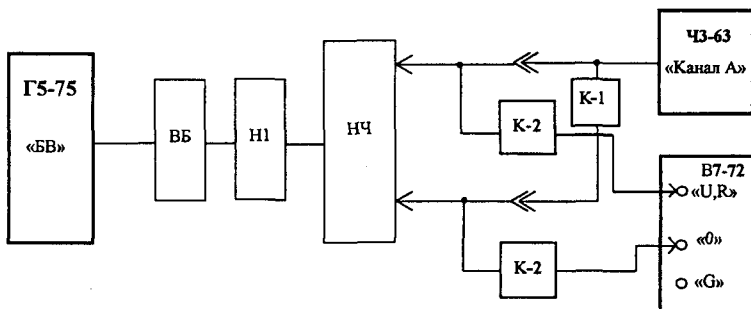 Г5-75
«БВ»
ВБ
Н1
НЧ
К-2
К-1
Ч3-63
«Канал А»
К-2
В7-72
«U,R»
«0»
«G»